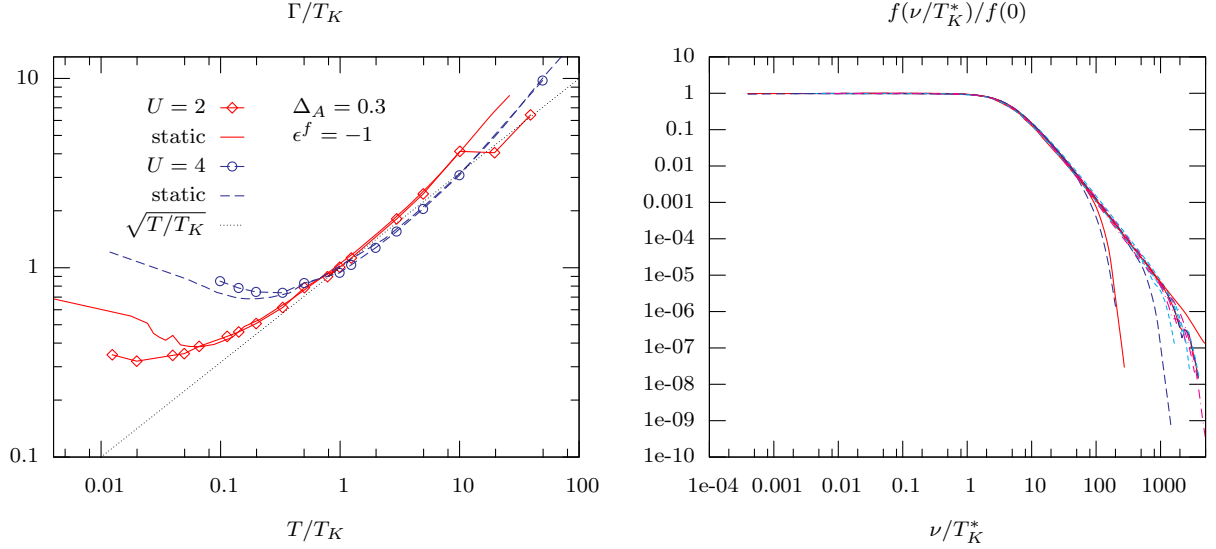 Γ/T_K
10
1
0.1
0.01
0.1
1
10
100
T/T_K
U = 2
static
U = 4
static
√T/T_K
Δ_A = 0.3
ϵ^f = −1
f(ν/T_K^*)/f(0)
10
1
0.1
0.01
0.001
1e-04
1e-05
1e-06
1e-07
1e-08
1e-09
1e-10
1e-04
0.001
0.01
0.1
1
10
100
1000
ν/T_K^*